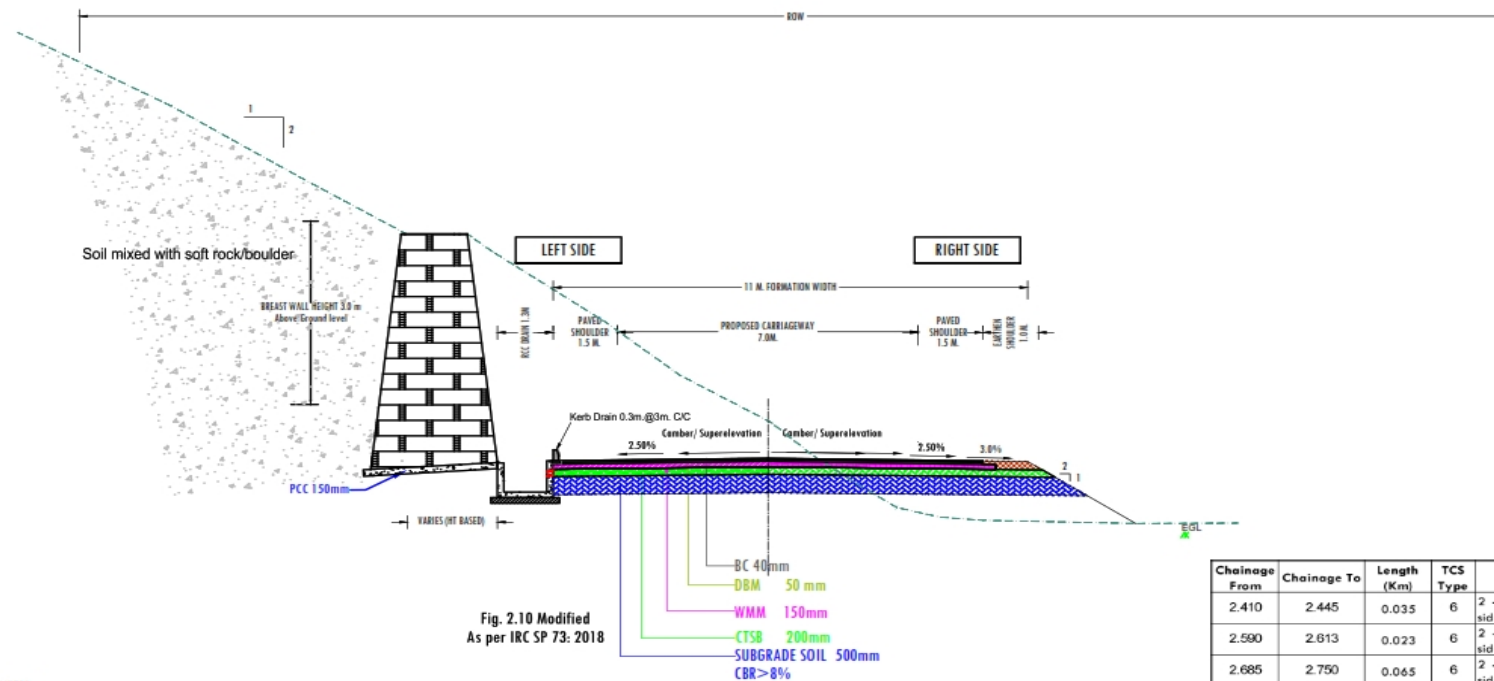 ROW
1
2
Soil mixed with soft rock/boulder
BREAST WALL HEIGHT 3.0 m
Above Ground level
LEFT SIDE
RIGHT SIDE
11 M. FORMATION WIDTH
RCC DRAIN 1.3M
PAVED
SHOULDER
1.5 M.
PROPOSED CARRIAGEWAY
7.0M.
PAVED
SHOULDER
1.5 M.
EARTHEN
SHOULDER
1.0 M.
Kerb Drain 0.3m.@3m. C/C
Camber/ Superelevation
Camber/ Superelevation
2.50%
2.50%
3.0%
2
1
PCC 150mm
VARIES (HT BASED)
EGL
BC 40mm
DBM 50 mm
WMM 150mm
CTSB 200mm
SUBGRADE SOIL 500mm
CBR>8%
Fig. 2.10 Modified
As per IRC SP 73: 2018
Chainage From Chainage To Length (Km) TCS Type
2.410 2.445 0.035 6 2
2.590 2.613 0.023 6 2
2.685 2.750 0.065 6 2